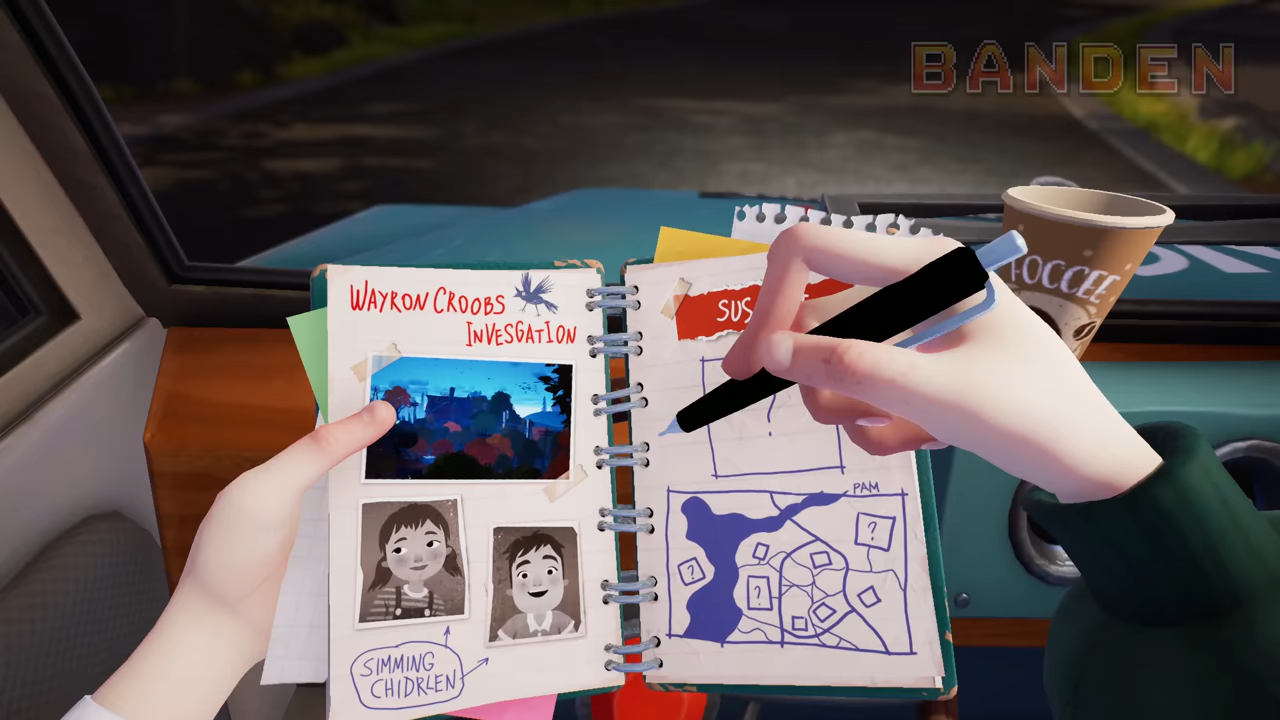 BANDEN
WAYRON CROOBS
INVESGATION
SUS
?
PAM
?
?
?
SIMMING
CHIDRLEN
FOCCEE